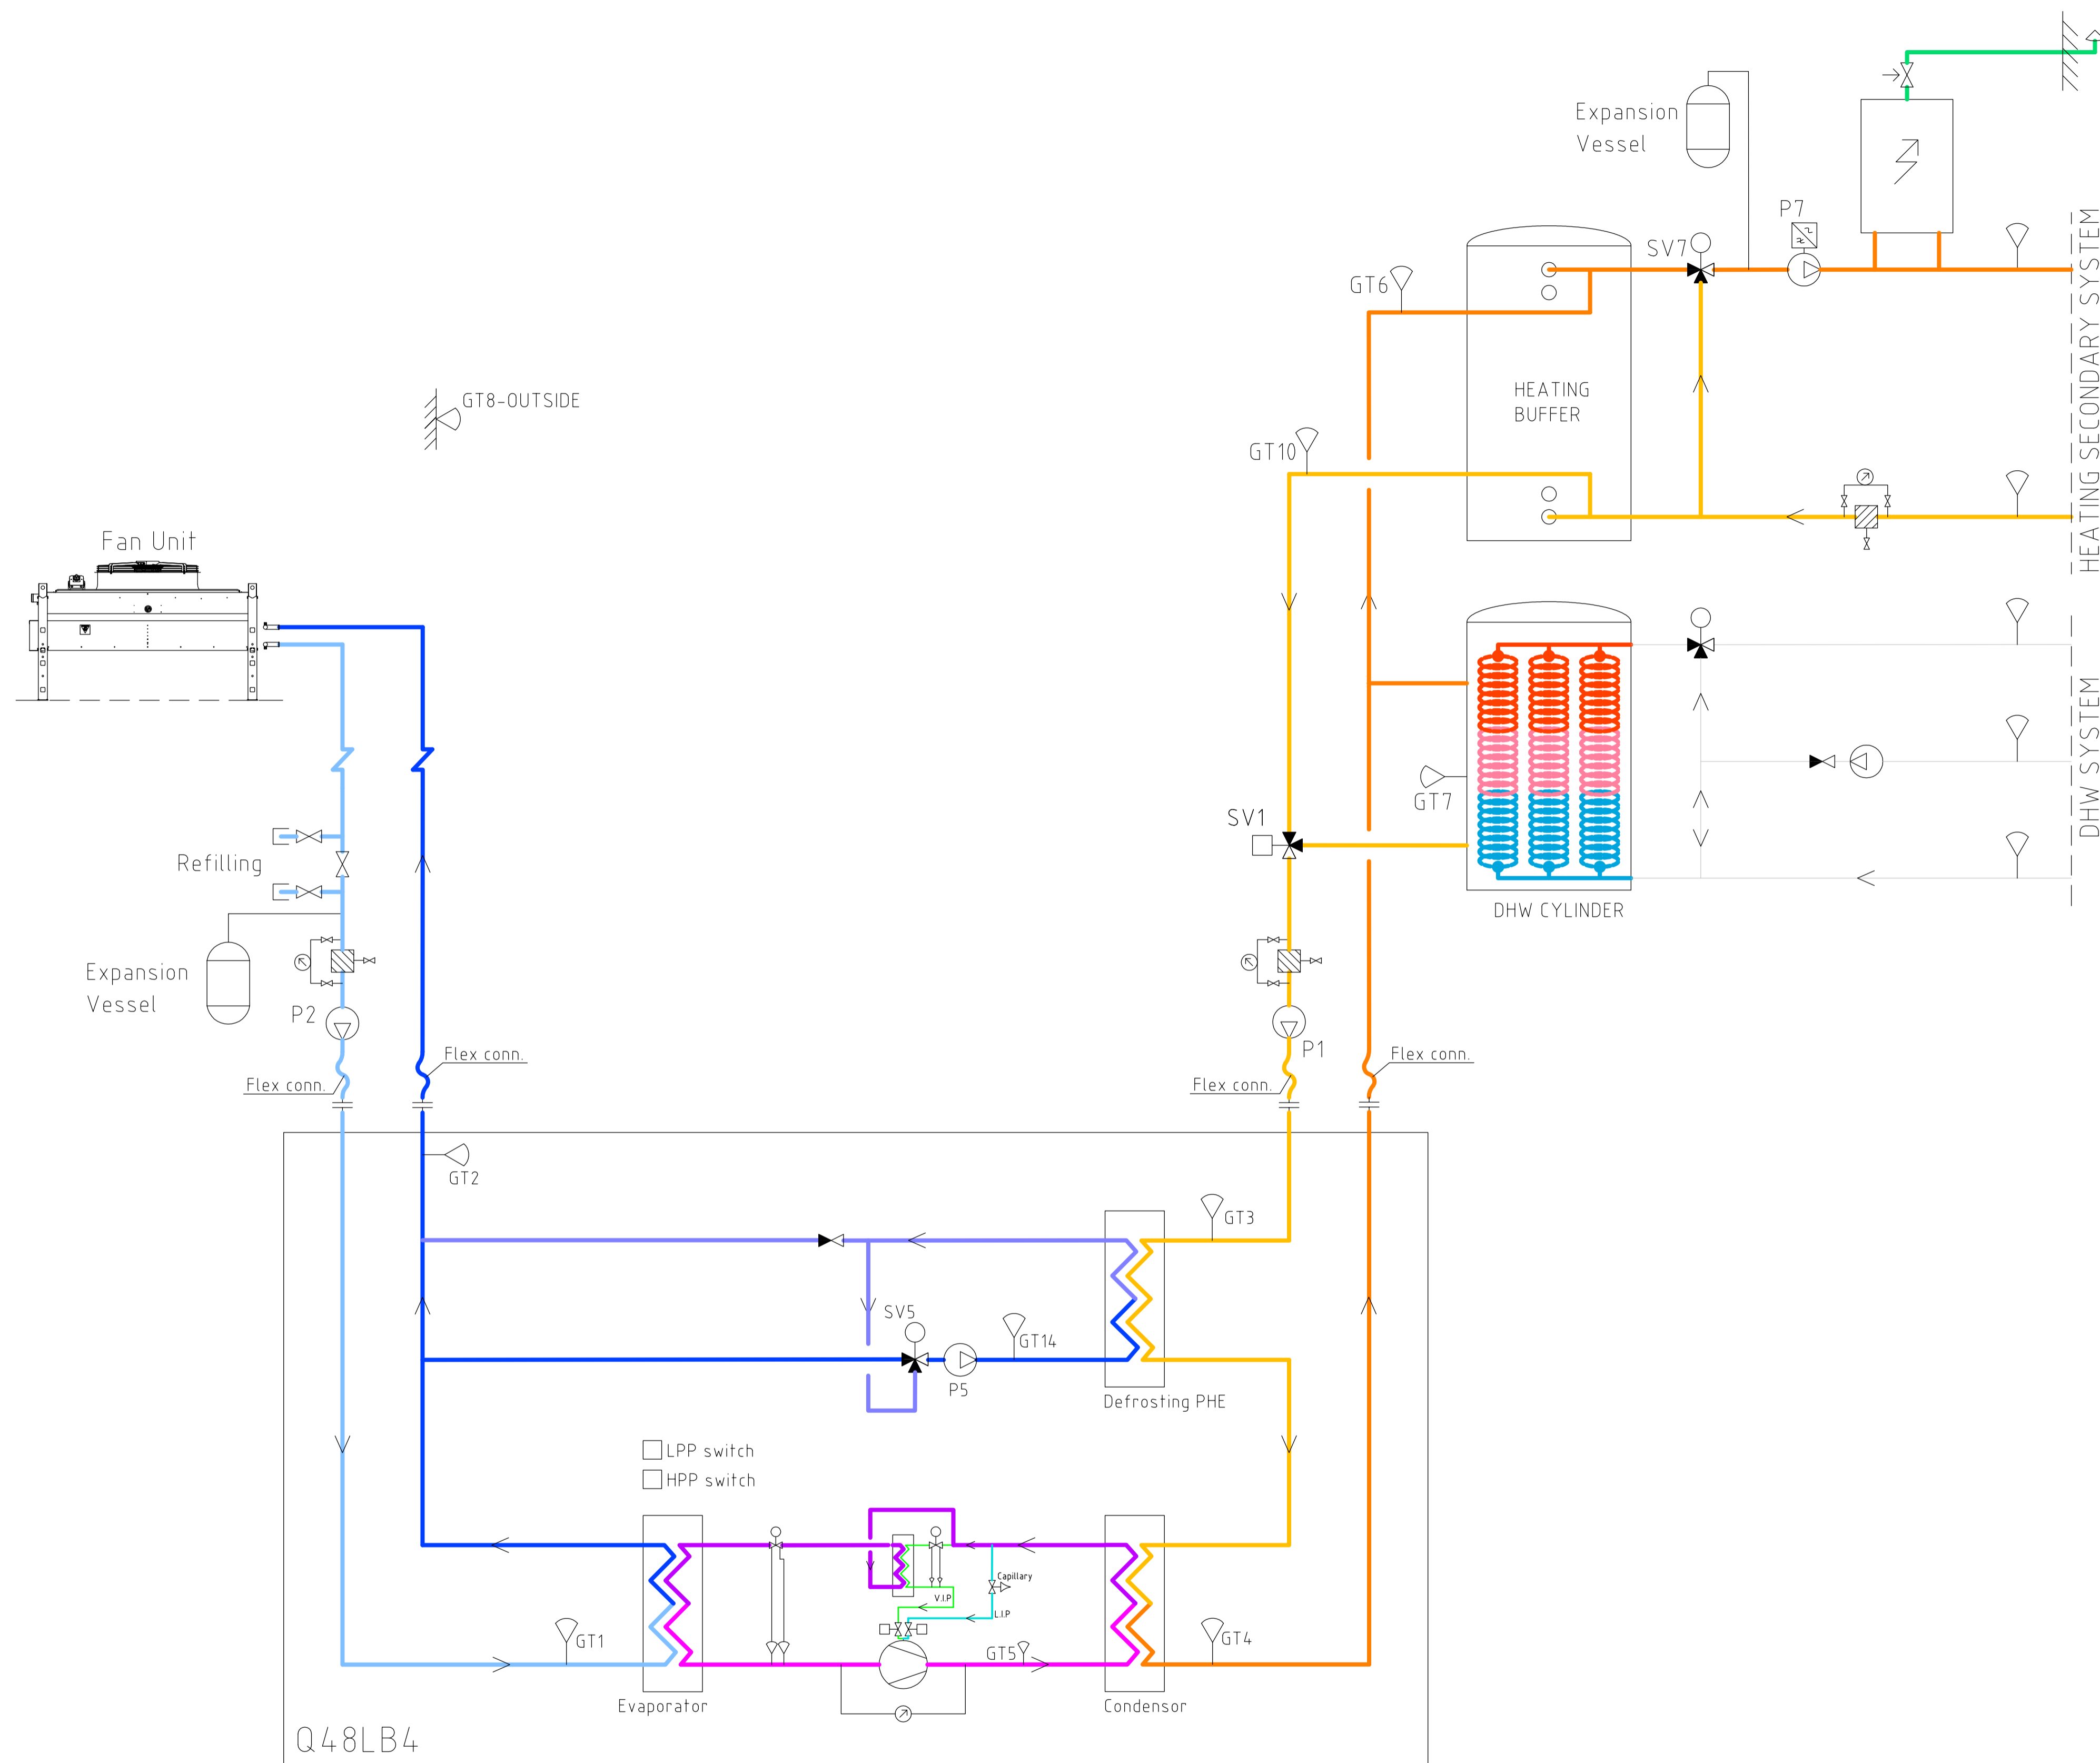 Expansion
Vessel
P7
SV7
GT6
HEATING SECONDARY SYSTEM
HEATING
BUFFER
GT8-OUTSIDE
GT10
Fan Unit
GT7
SV1
DHW SYSTEM
Refilling
DHW CYLINDER
Expansion
Vessel
P2
P1
Flex conn.
Flex conn.
Flex conn.
Flex conn.
GT2
GT3
SV5
GT14
P5
Defrosting PHE
LPP switch
HPP switch
Capillary
V.I.P
L.I.P
GT1
GT5
GT4
Evaporator
Condensor
Q48LB4